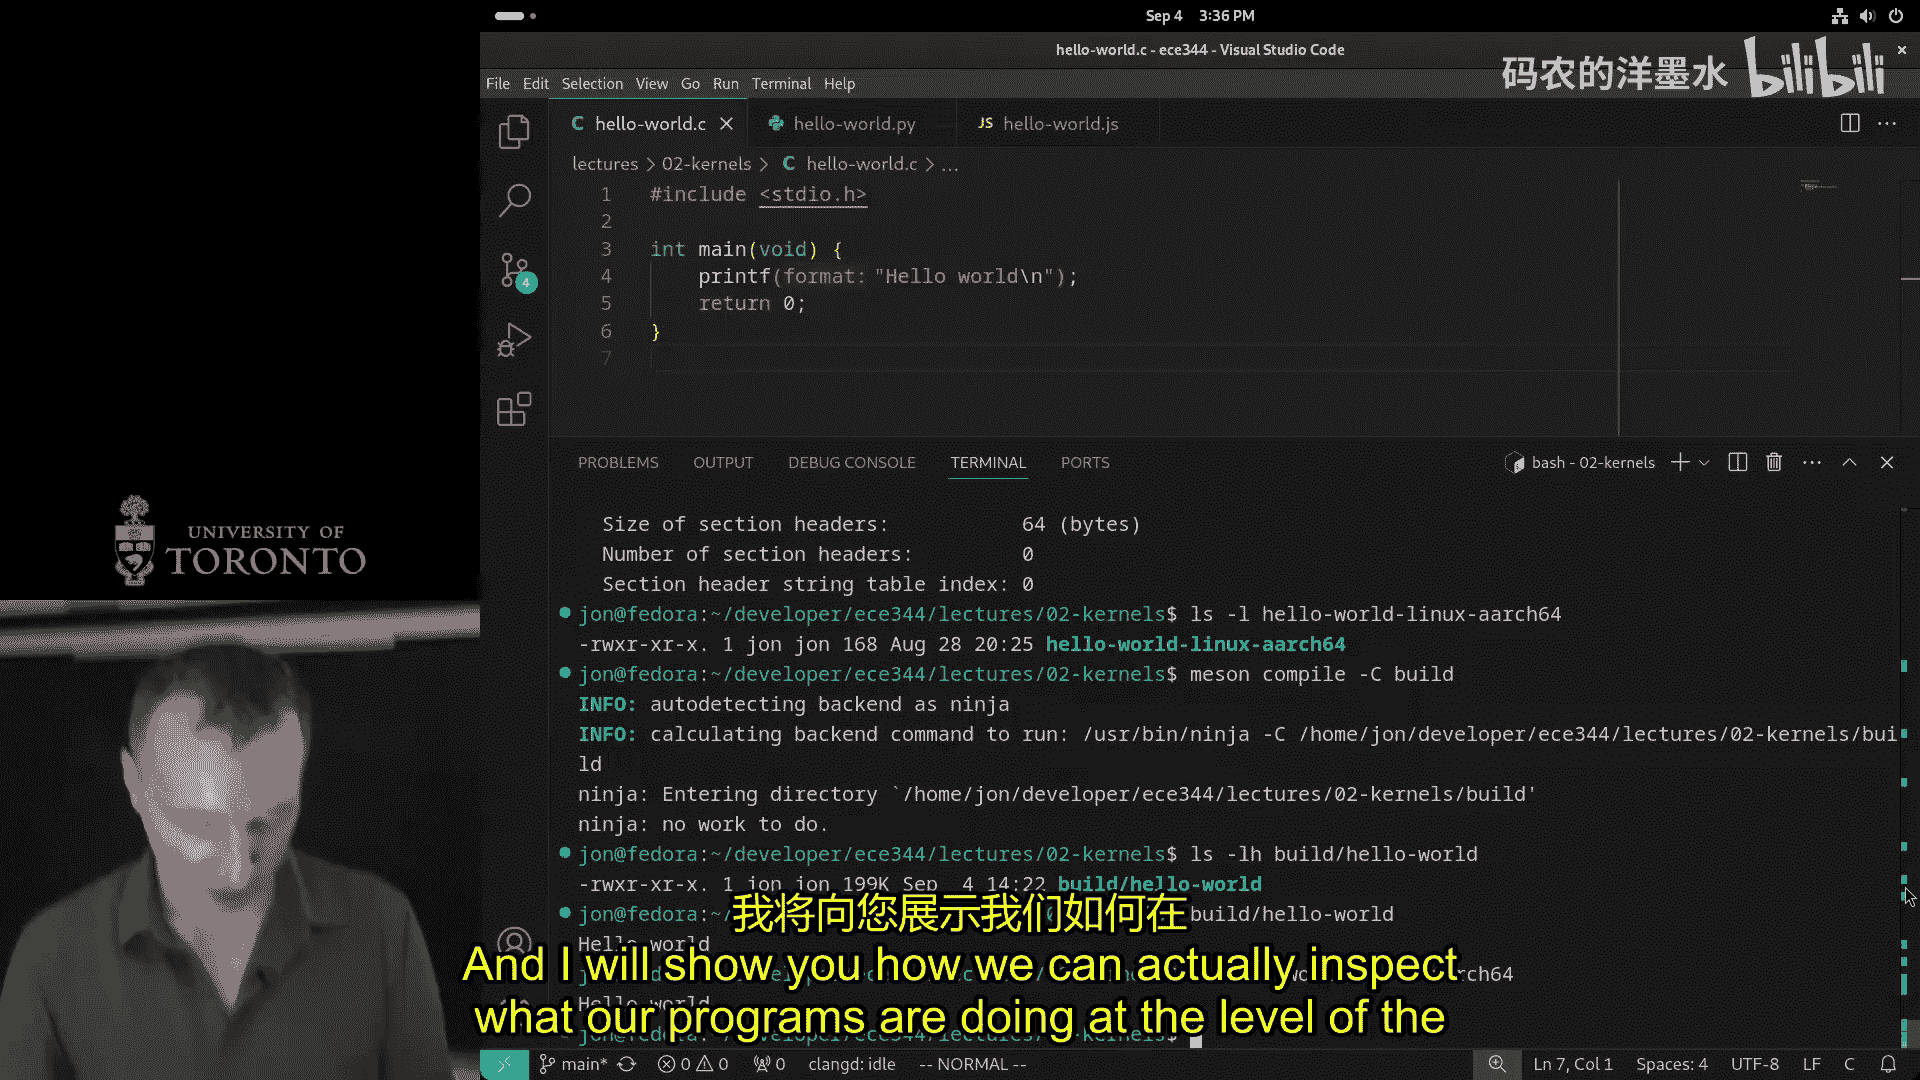 Sep 4 3:36 PM
hello-world.c - ece344 - Visual Studio Code
码农的洋墨水 bilibili
File Edit Selection View Go Run Terminal Help
C hello-world.c hello-world.py JS hello-world.js
lectures > 02-kernels > C hello-world.c > ...
1 #include <stdio.h>
2
3 int main(void) {
4 printf(format: "Hello world\n");
5 return 0;
6 }
7
4
PROBLEMS OUTPUT DEBUG CONSOLE TERMINAL PORTS
bash - 02-kernels
Size of section headers: 64 (bytes)
Number of section headers: 0
Section header string table index: 0
jon@fedora:~/developer/ece344/lectures/02-kernels$ ls -l hello-world-linux-aarch64
-rwxr-xr-x. 1 jon jon 168 Aug 28 20:25 hello-world-linux-aarch64
jon@fedora:~/developer/ece344/lectures/02-kernels$ meson compile -C build
INFO: autodetecting backend as ninja
INFO: calculating backend command to run: /usr/bin/ninja -C /home/jon/developer/ece344/lectures/02-kernels/bui
ld
ninja: Entering directory `/home/jon/developer/ece344/lectures/02-kernels/build'
ninja: no work to do.
jon@fedora:~/developer/ece344/lectures/02-kernels$ ls -lh build/hello-world
-rwxr-xr-x. 1 jon jon 199K Sep 4 14:22 build/hello-world
jon@fedora:~/ build/hello-world
Hello world
Hello world
UNIVERSITY OF
TORONTO
我将向您展示我们如何在
And I will show you how we can actually inspect
what our programs are doing at the level of the
main* 0 0 0 clangd: idle -- NORMAL -- Ln 7, Col 1 Spaces: 4 UTF-8 LF C